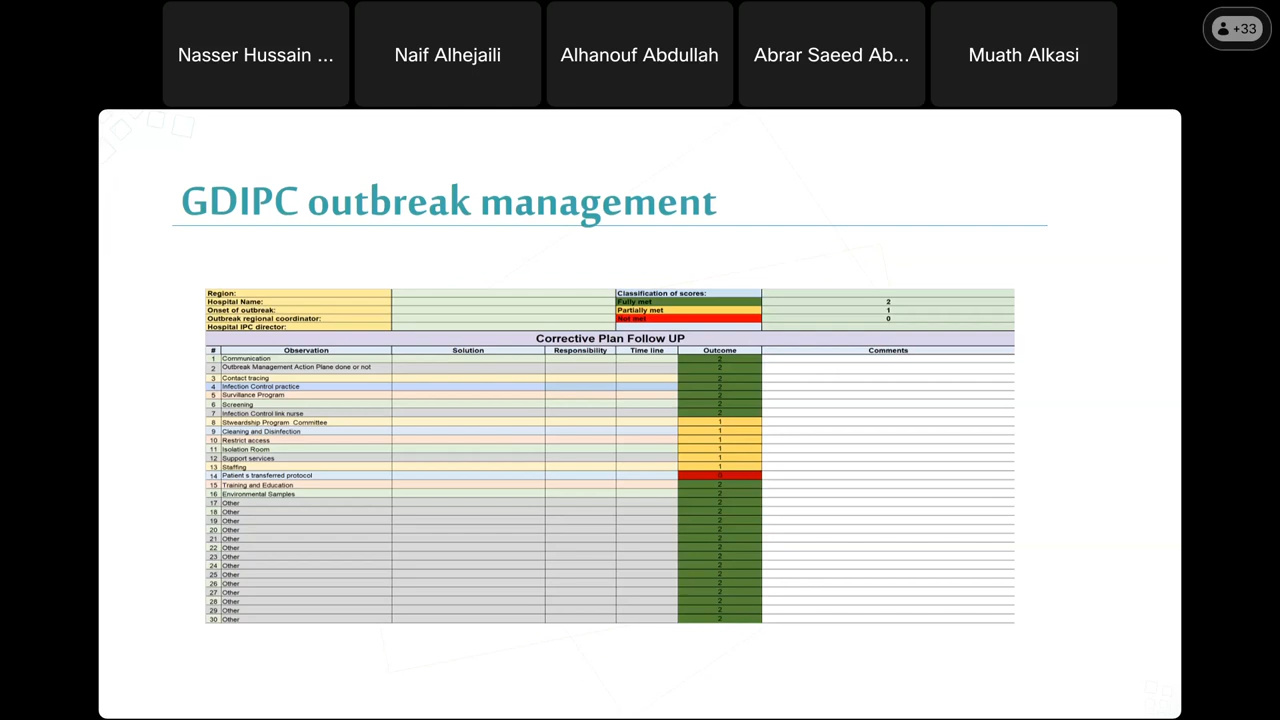 Nasser Hussain ... Naif Alhejaili Alhanouf Abdullah Abrar Saeed Ab... Muath Alkasi +33
GDIPC outbreak management
Region: Classification of scores:
Hospital Name: Fully met 2
Onset of outbreak: Partially met 1
Outbreak regional coordinator: Not met 0
Hospital IPC director:
Corrective Plan Follow UP
# Observation Solution Responsibility Time line Outcome Comments
1 Communication 2
2 Outbreak Management Action Plane done or not 2
3 Contact tracing 2
4 Infection Control practice 2
5 Survillance Program 2
6 Screening 2
7 Infection Control link nurse 2
8 Stweardship Program Committee 1
9 Cleaning and Disinfection 1
10 Restrict access 1
11 Isolation Room 1
12 Support services 1
13 Staffing 1
14 Patient s transferred protocol 0
15 Training and Education 2
16 Environmental Samples 2
17 Other 2
18 Other 2
19 Other 2
20 Other 2
21 Other 2
22 Other 2
23 Other 2
24 Other 2
25 Other 2
26 Other 2
27 Other 2
28 Other 2
29 Other 2
30 Other 2